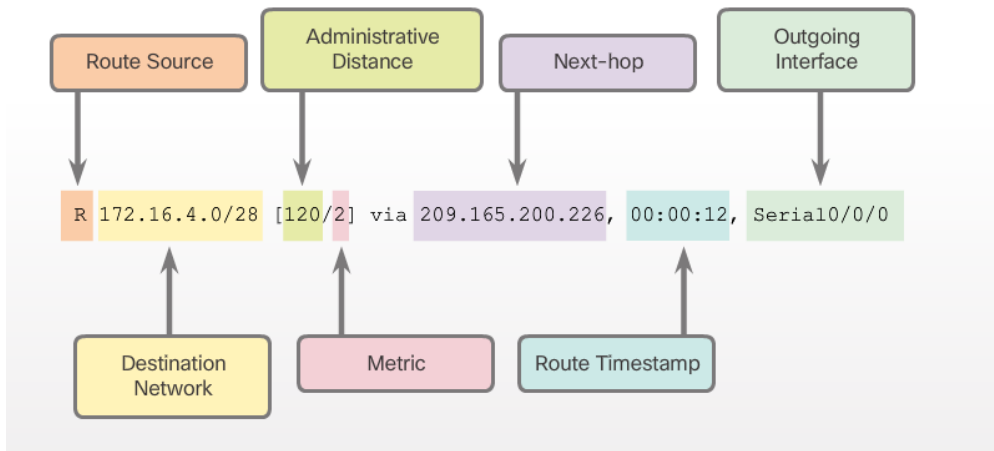 Route Source
Administrative
Distance
Next-hop
Outgoing
Interface
R 172.16.4.0/28 [120/2] via 209.165.200.226, 00:00:12, Serial0/0/0
Destination
Network
Metric
Route Timestamp